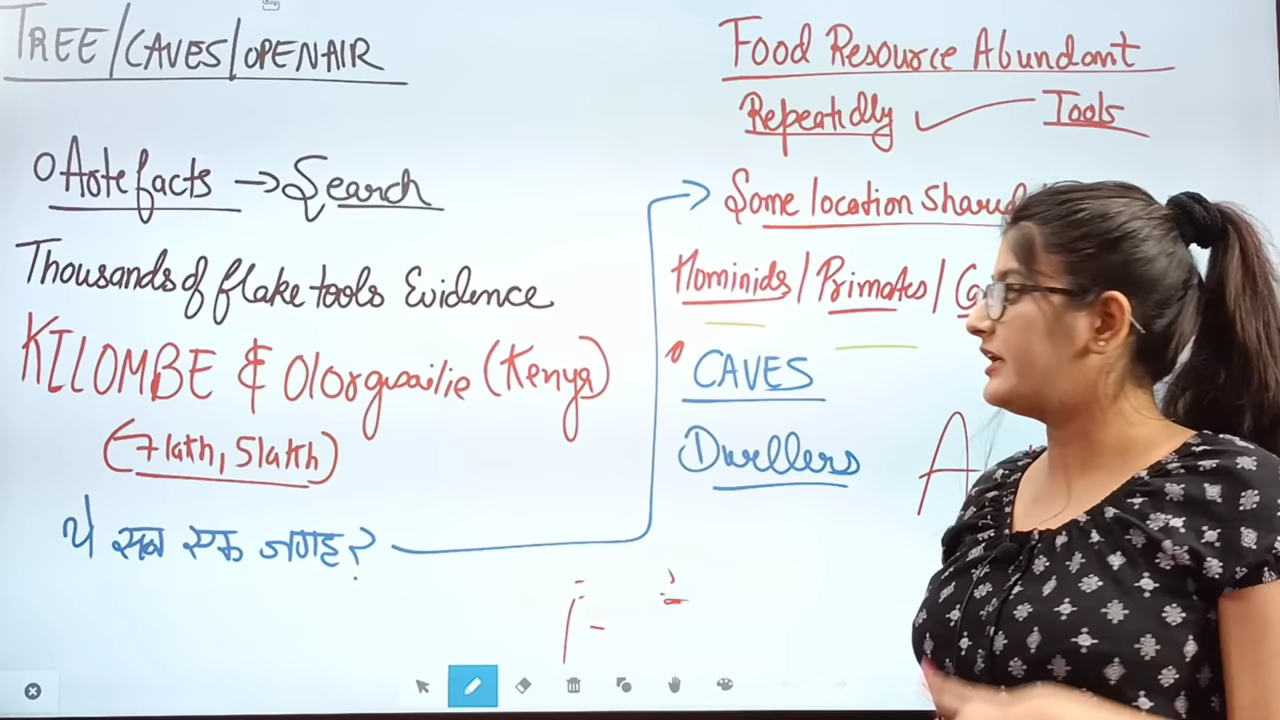 TREE/CAVES/OPENAIR
Artefacts → Search
Thousands of flake tools Evidence
KILOMBE & Olorgesailie (Kenya)
(7 lakh, 5 lakh)
ये सब एक जगह?
Food Resource Abundant
Repeatedly ✓ Tools
Some location shared
Hominids / Primates /
CAVES
Dwellers
A